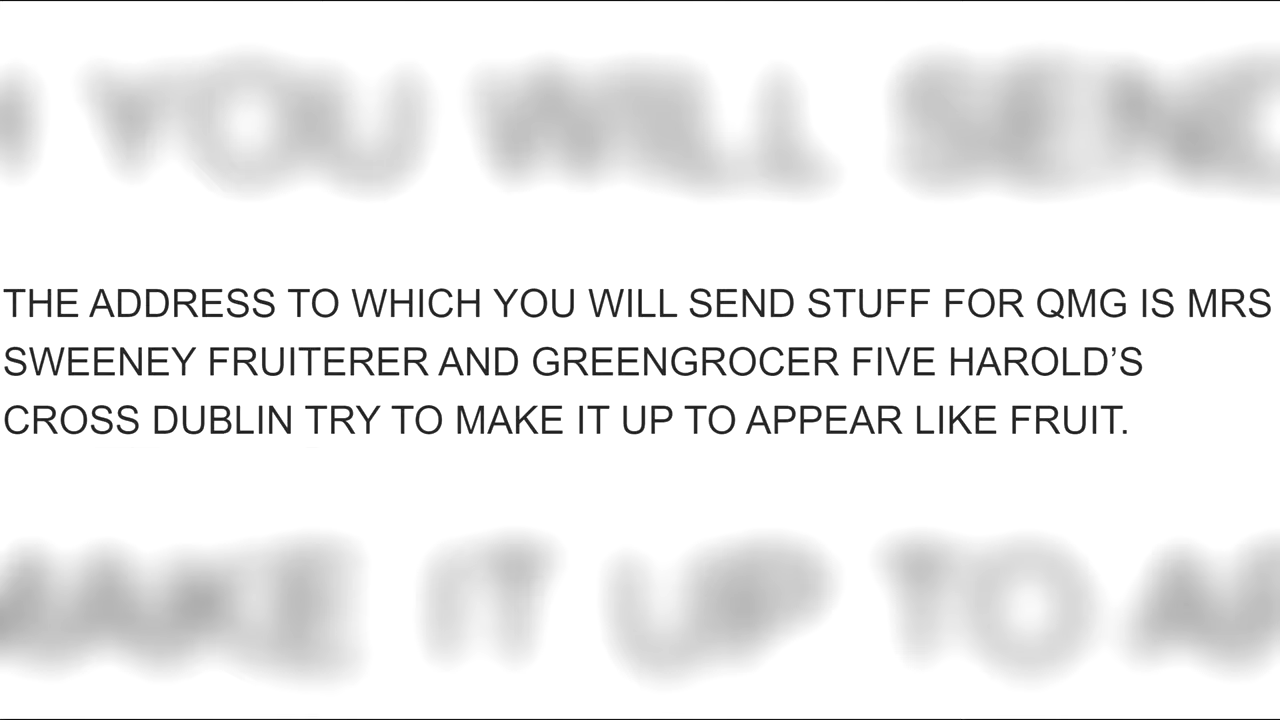 THE ADDRESS TO WHICH YOU WILL SEND STUFF FOR QMG IS MRS
SWEENEY FRUITERER AND GREENGROCER FIVE HAROLD’S
CROSS DUBLIN TRY TO MAKE IT UP TO APPEAR LIKE FRUIT.